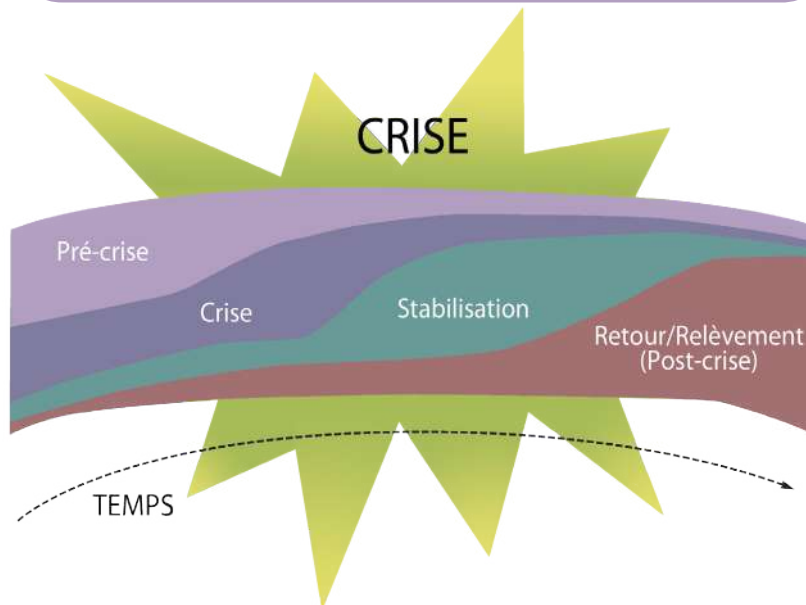 CRISE
Pré-crise
Crise
Stabilisation
Retour/Relèvement
(Post-crise)
TEMPS